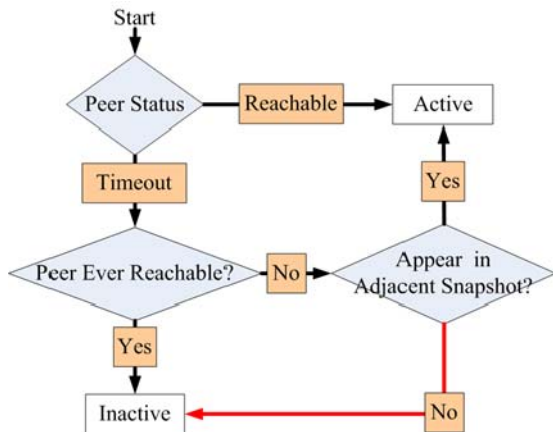 Start
Peer Status
Reachable
Active
Timeout
Yes
Peer Ever Reachable?
No
Appear in
Adjacent Snapshot?
Yes
Inactive
No